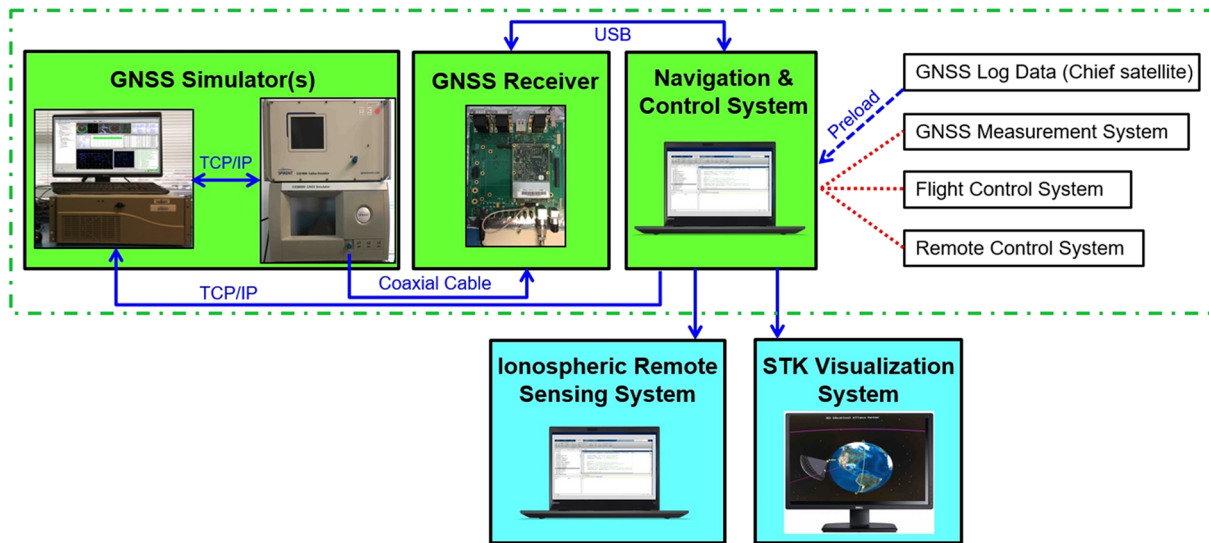 USB
GNSS Simulator(s)
TCP/IP
GNSS Receiver
Navigation &
Control System
Preload
GNSS Log Data (Chief satellite)
GNSS Measurement System
Flight Control System
Remote Control System
TCP/IP
Coaxial Cable
Ionospheric Remote
Sensing System
STK Visualization
System